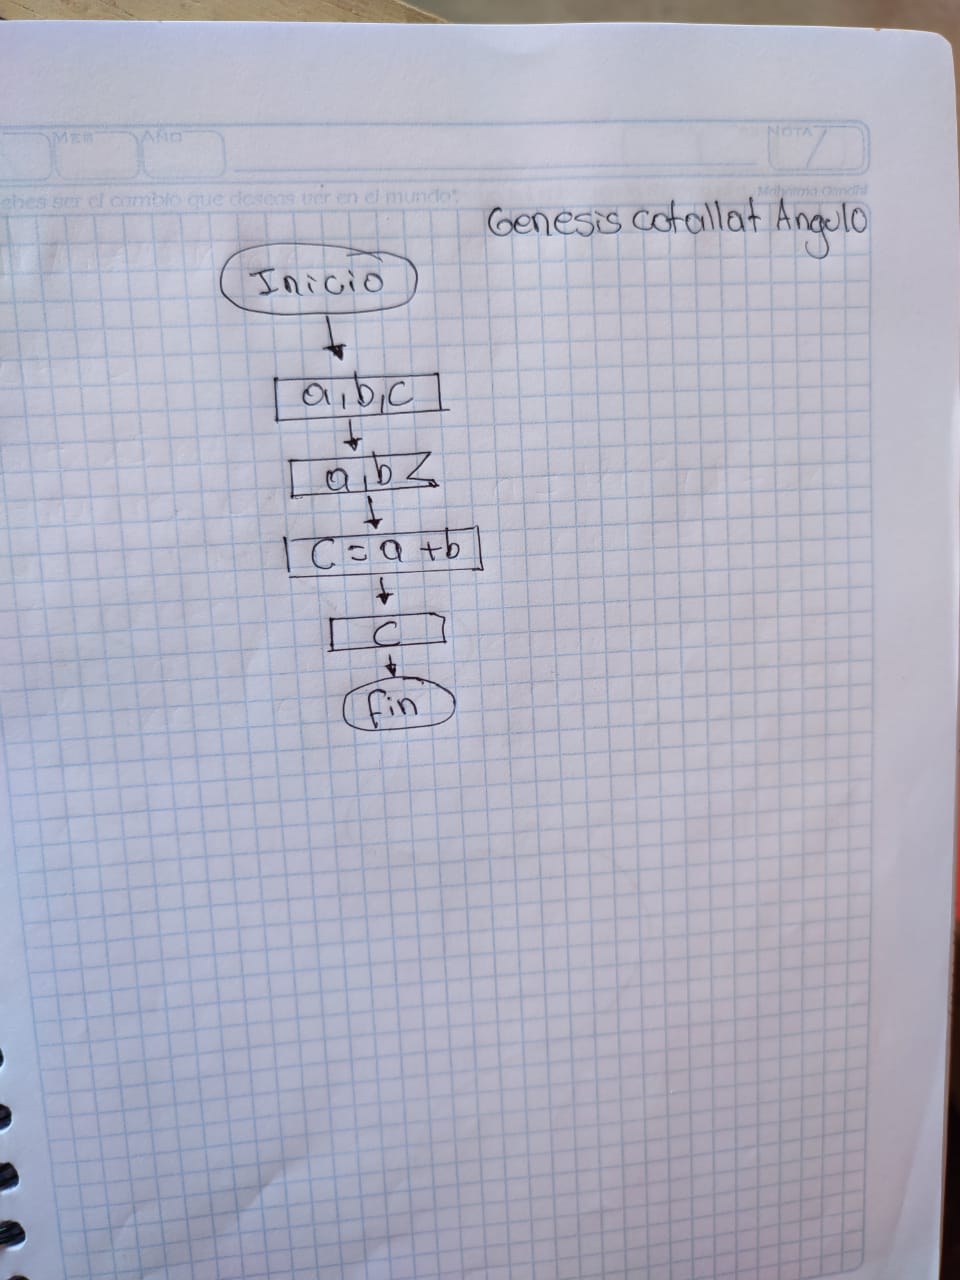 MES AÑO NOTA
ebes ser el cambio que deseas ver en el mundo".
Mahatma Gandhi
Genesis cotallat Angulo
Inicio
a,b,c
a,b
C = a + b
C
fin